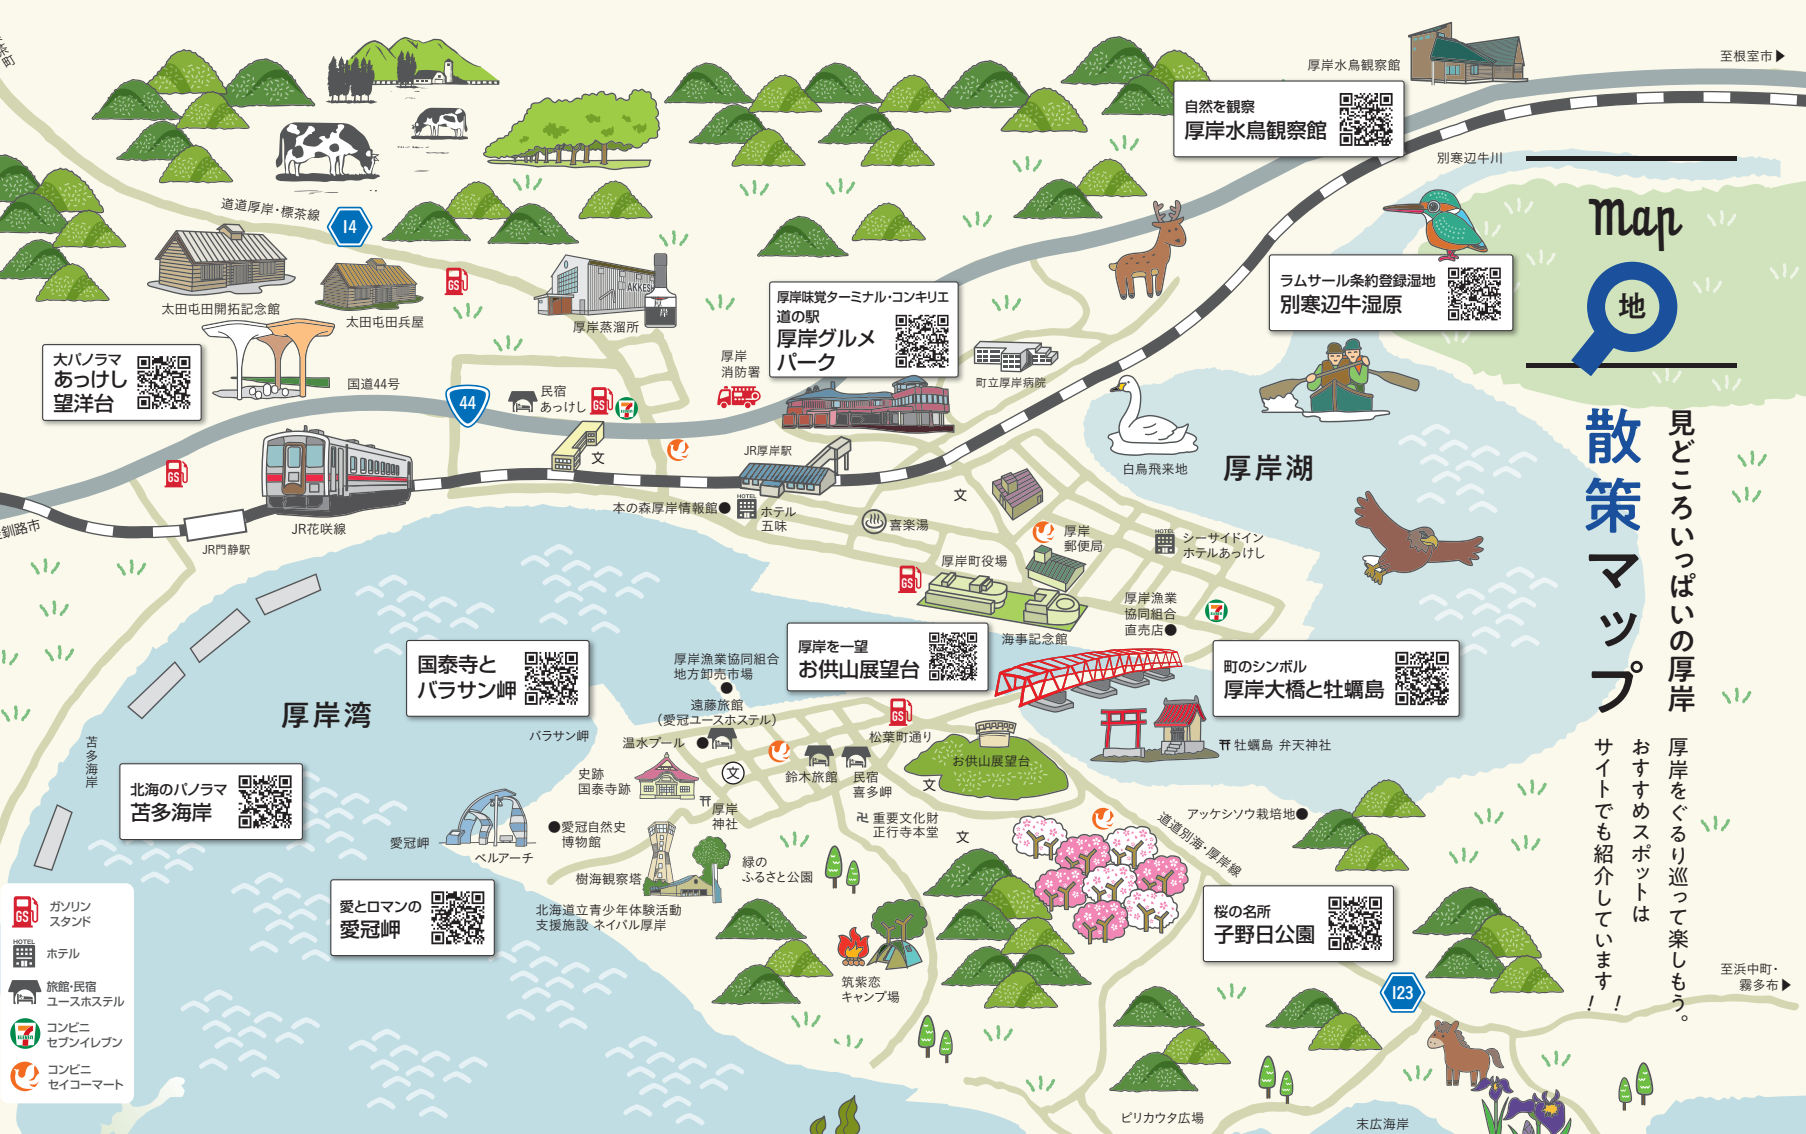 Map
地
散策マップ
見どころいっぱいの厚岸
厚岸をぐるり巡って楽しもう。
おすすめスポットは
サイトでも紹介しています!!
厚岸水鳥観察館
至根室市▶
自然を観察
厚岸水鳥観察館
別寒辺牛川
道道厚岸・標茶線
14
太田屯田開拓記念館
太田屯田兵屋
GS
AKKESI
厚岸
厚岸蒸溜所
厚岸味覚ターミナル・コンキリエ
道の駅
厚岸グルメ
パーク
ラムサール条約登録湿地
別寒辺牛湿原
大パノラマ
あっけし
望洋台
国道44号
44
民宿
あっけし
GS
厚岸
消防署
町立厚岸病院
白鳥飛来地
厚岸湖
GS
文
JR厚岸駅
JR花咲線
JR門静駅
釧路市
本の森厚岸情報館
HOTEL
ホテル
五味
喜楽湯
文
厚岸
郵便局
HOTEL
シーサイドイン
ホテルあっけし
厚岸町役場
GS
海事記念館
厚岸漁業
協同組合
直売店
国泰寺と
バラサン岬
厚岸漁業協同組合
地方卸売市場
厚岸を一望
お供山展望台
町のシンボル
厚岸大橋と牡蠣島
厚岸湾
バラサン岬
遠藤旅館
(愛冠ユースホステル)
温水プール
GS
松葉町通り
牡蠣島 弁天神社
苫多海岸
北海のパノラマ
苫多海岸
史跡
国泰寺跡
文
鈴木旅館
民宿
喜多岬
お供山展望台
文
厚岸
神社
卍 重要文化財
正行寺本堂
文
アッケシソウ栽培地
道道別海・厚岸線
愛冠岬
ベルアーチ
愛冠自然史
博物館
樹海観察塔
緑の
ふるさと公園
愛とロマンの
愛冠岬
北海道立青少年体験活動
支援施設 ネイパル厚岸
桜の名所
子野日公園
筑紫恋
キャンプ場
123
至浜中町・
霧多布▶
ピリカウタ広場
末広海岸
GS
ガソリン
スタンド
HOTEL
ホテル
旅館・民宿
ユースホステル
コンビニ
セブンイレブン
コンビニ
セイコーマート